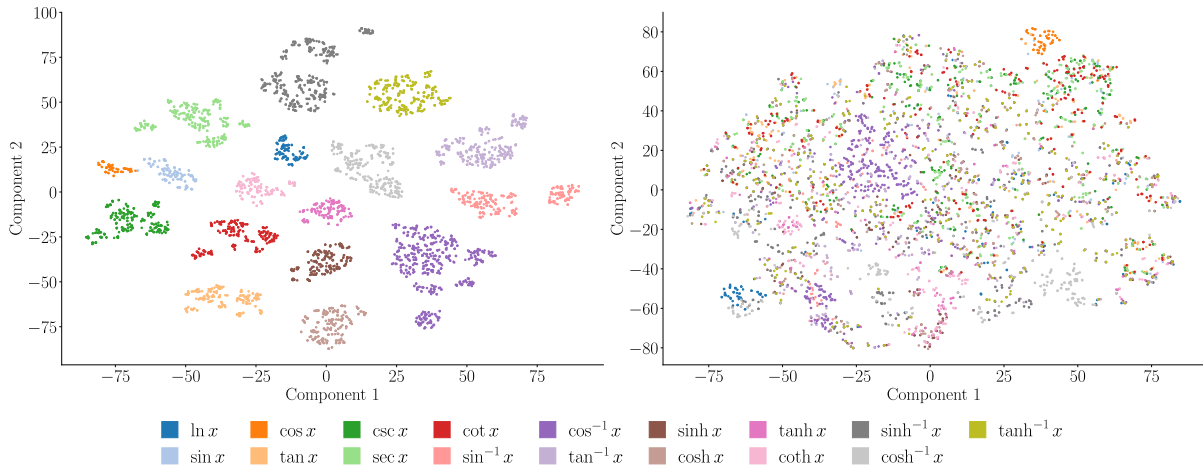 100
75
50
25
0
−25
−50
−75
Component 2
−75 −50 −25 0 25 50 75
Component 1
80
60
40
20
0
−20
−40
−60
−80
Component 2
−75 −50 −25 0 25 50 75
Component 1
ln x cos x csc x cot x cos⁻¹ x sinh x tanh x sinh⁻¹ x tanh⁻¹ x
sin x tan x sec x sin⁻¹ x tan⁻¹ x cosh x coth x cosh⁻¹ x